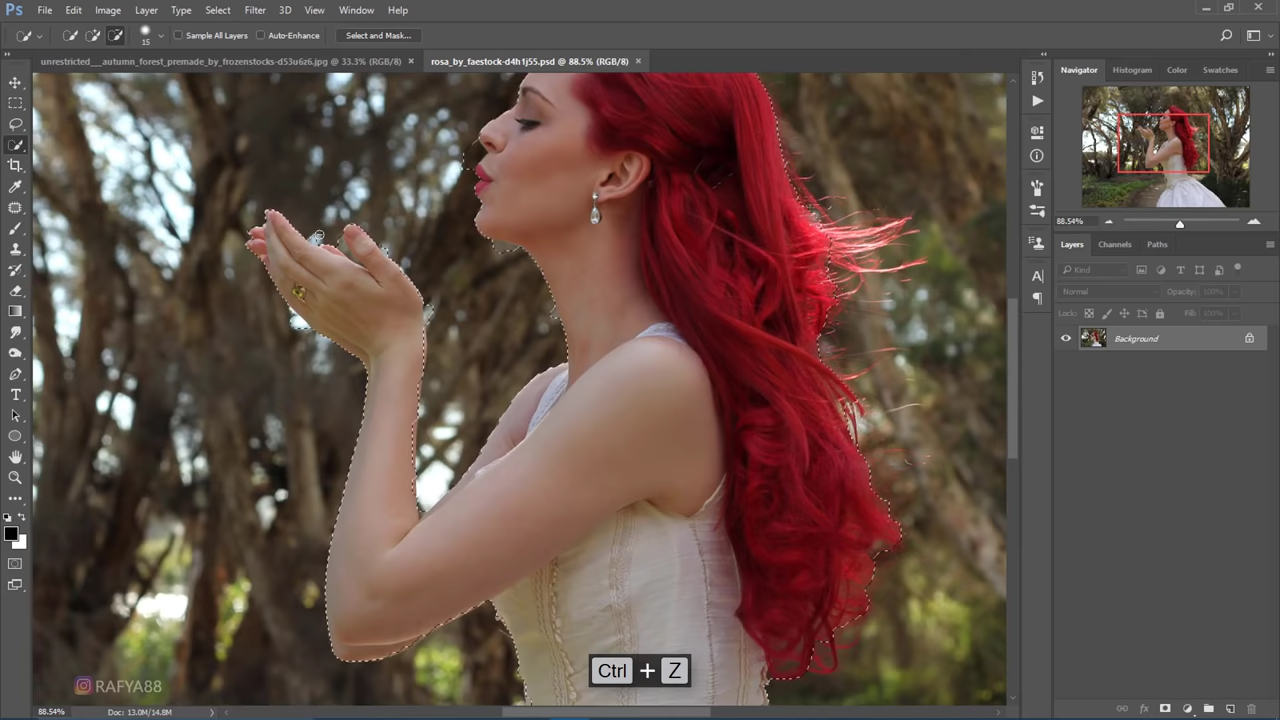 Ps File Edit Image Layer Type Select Filter 3D View Window Help
15 Sample All Layers Auto-Enhance Select and Mask...
unrestricted__autumn_forest_premade_by_frozenstocks-d53u6z6.jpg @ 33.3% (RGB/8) × rosa_by_faestock-d4h1j55.psd @ 88.5% (RGB/8) ×
Navigator Histogram Color Swatches
88.54%
Layers Channels Paths
Kind
Normal Opacity: 100%
Lock: Fill: 100%
Background
Ctrl + Z
RAFYA88
88.54% Doc: 13.0M/14.8M